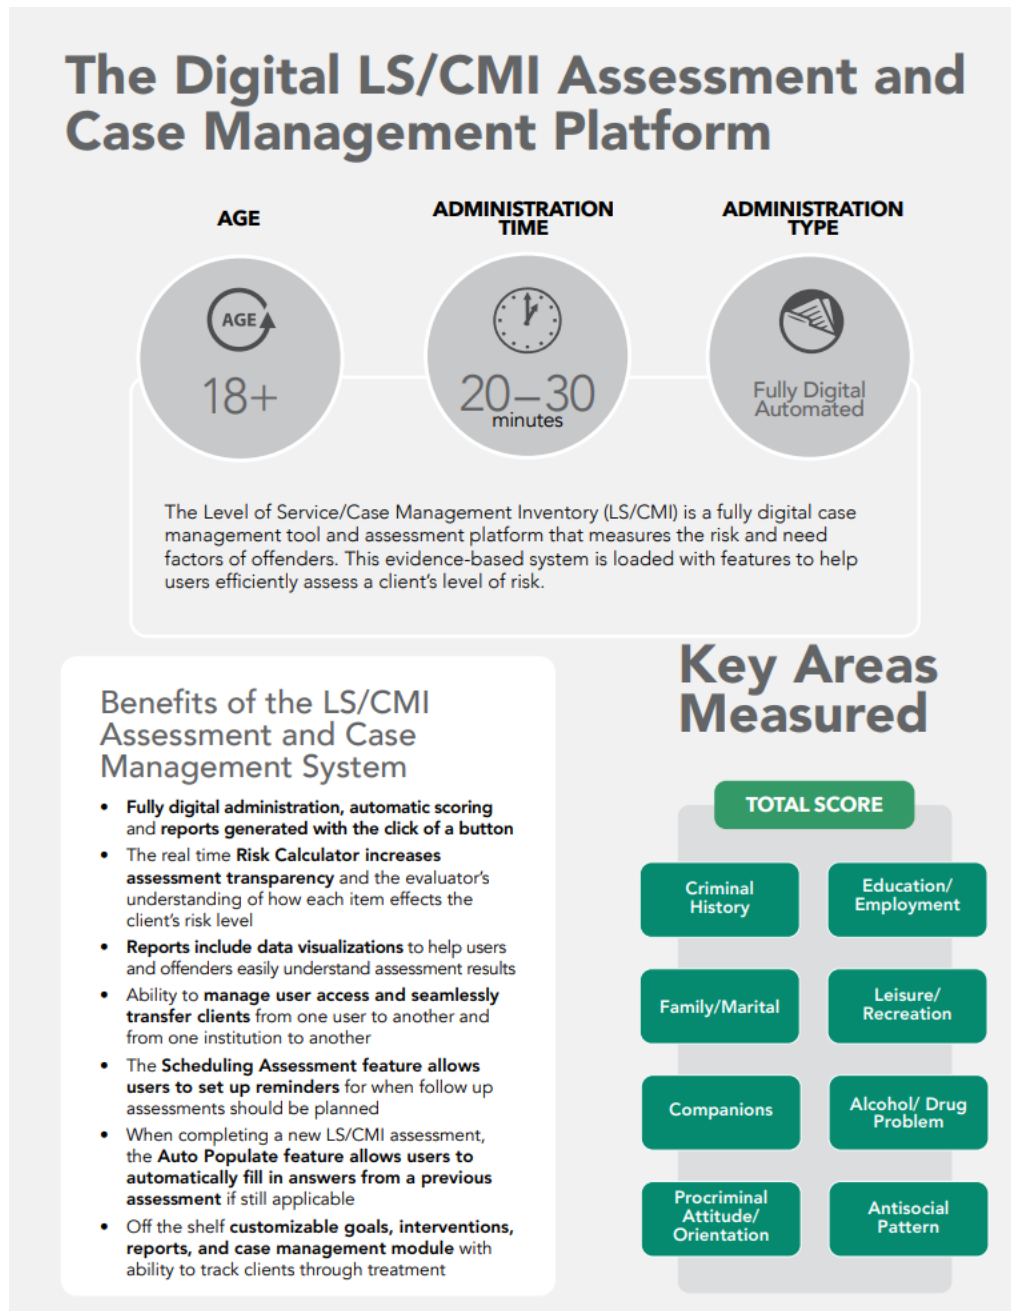 The Digital LS/CMI Assessment and
Case Management Platform
AGE
ADMINISTRATION
TIME
ADMINISTRATION
TYPE
AGE
18+
20–30
minutes
Fully Digital
Automated
The Level of Service/Case Management Inventory (LS/CMI) is a fully digital case
management tool and assessment platform that measures the risk and need
factors of offenders. This evidence-based system is loaded with features to help
users efficiently assess a client's level of risk.
Benefits of the LS/CMI
Assessment and Case
Management System
• Fully digital administration, automatic scoring
and reports generated with the click of a button
• The real time Risk Calculator increases
assessment transparency and the evaluator's
understanding of how each item effects the
client's risk level
• Reports include data visualizations to help users
and offenders easily understand assessment results
• Ability to manage user access and seamlessly
transfer clients from one user to another and
from one institution to another
• The Scheduling Assessment feature allows
users to set up reminders for when follow up
assessments should be planned
• When completing a new LS/CMI assessment,
the Auto Populate feature allows users to
automatically fill in answers from a previous
assessment if still applicable
• Off the shelf customizable goals, interventions,
reports, and case management module with
ability to track clients through treatment
Key Areas
Measured
TOTAL SCORE
Criminal
History
Education/
Employment
Family/Marital
Leisure/
Recreation
Companions
Alcohol/ Drug
Problem
Procriminal
Attitude/
Orientation
Antisocial
Pattern